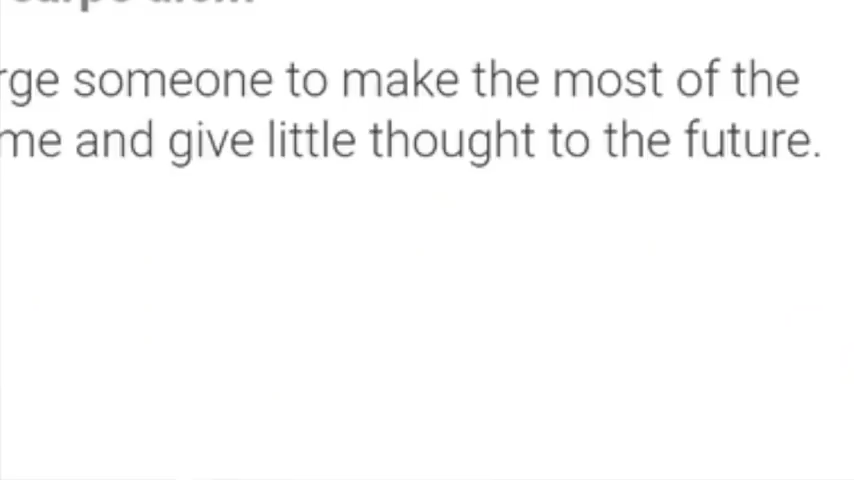 rge someone to make the most of the
me and give little thought to the future.